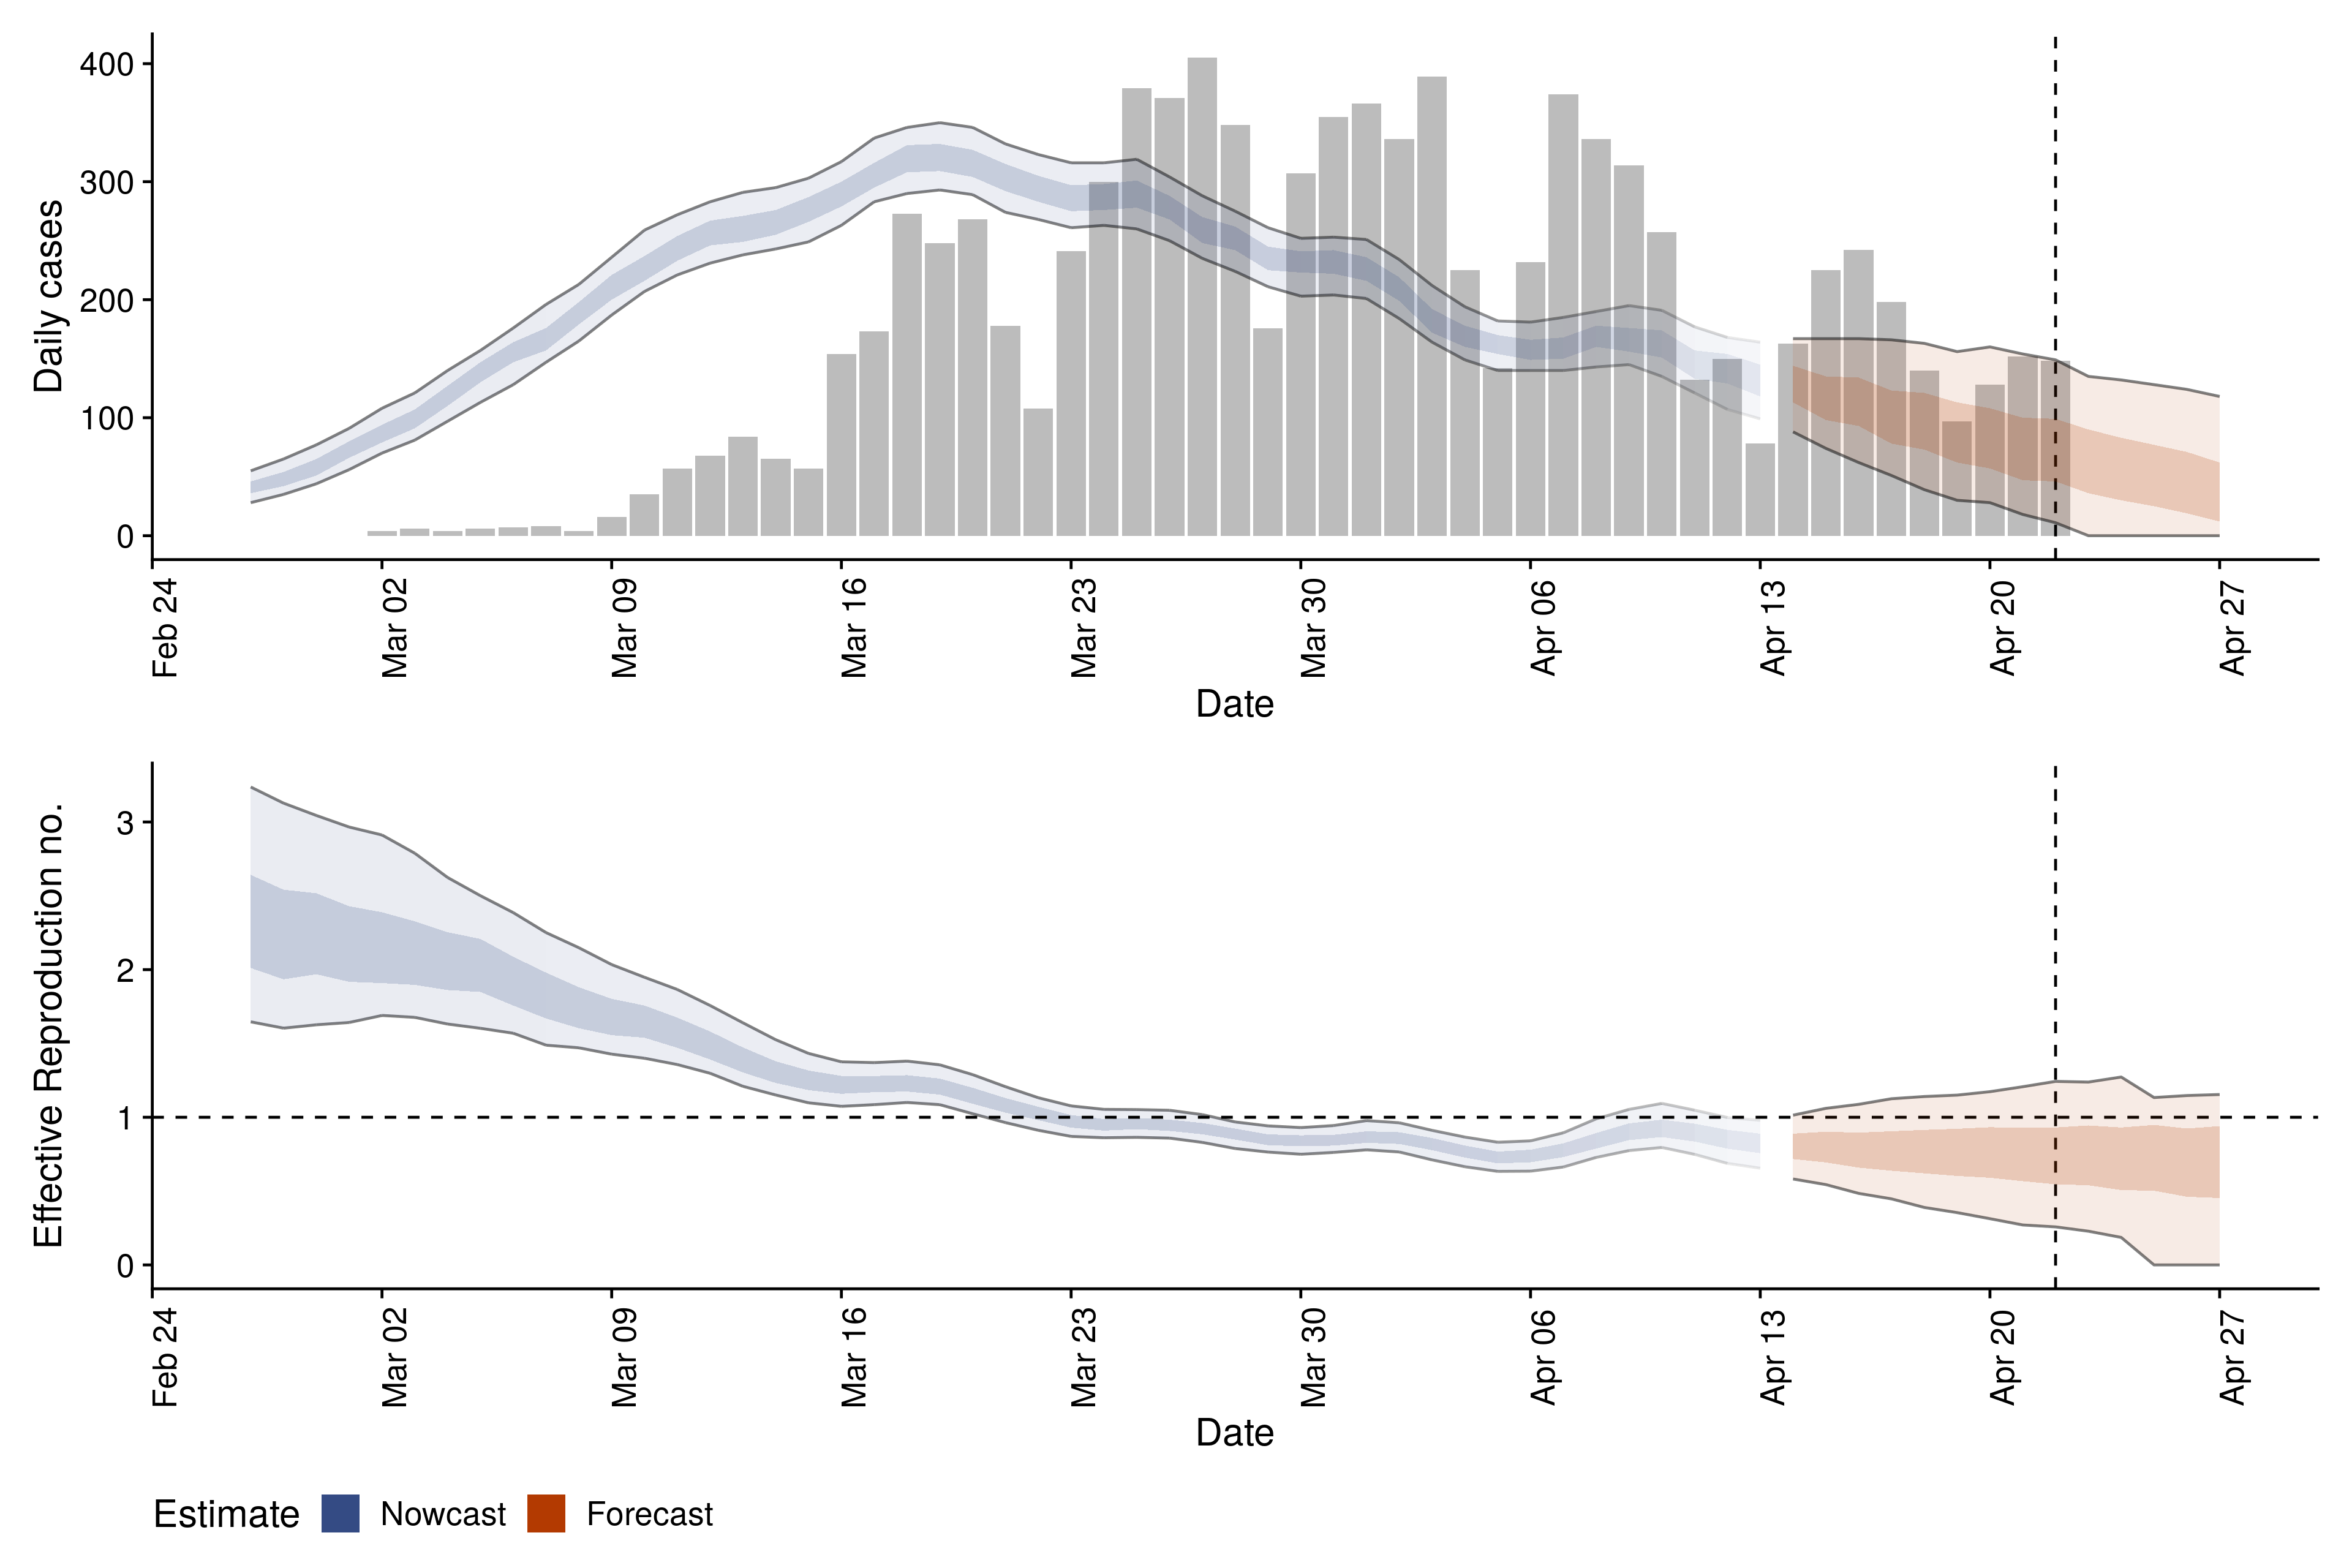 400
300
200
100
0
Daily cases
Feb 24
Mar 02
Mar 09
Mar 16
Mar 23
Mar 30
Apr 06
Apr 13
Apr 20
Apr 27
Date
3
2
1
0
Effective Reproduction no.
Feb 24
Mar 02
Mar 09
Mar 16
Mar 23
Mar 30
Apr 06
Apr 13
Apr 20
Apr 27
Date
Estimate Nowcast Forecast